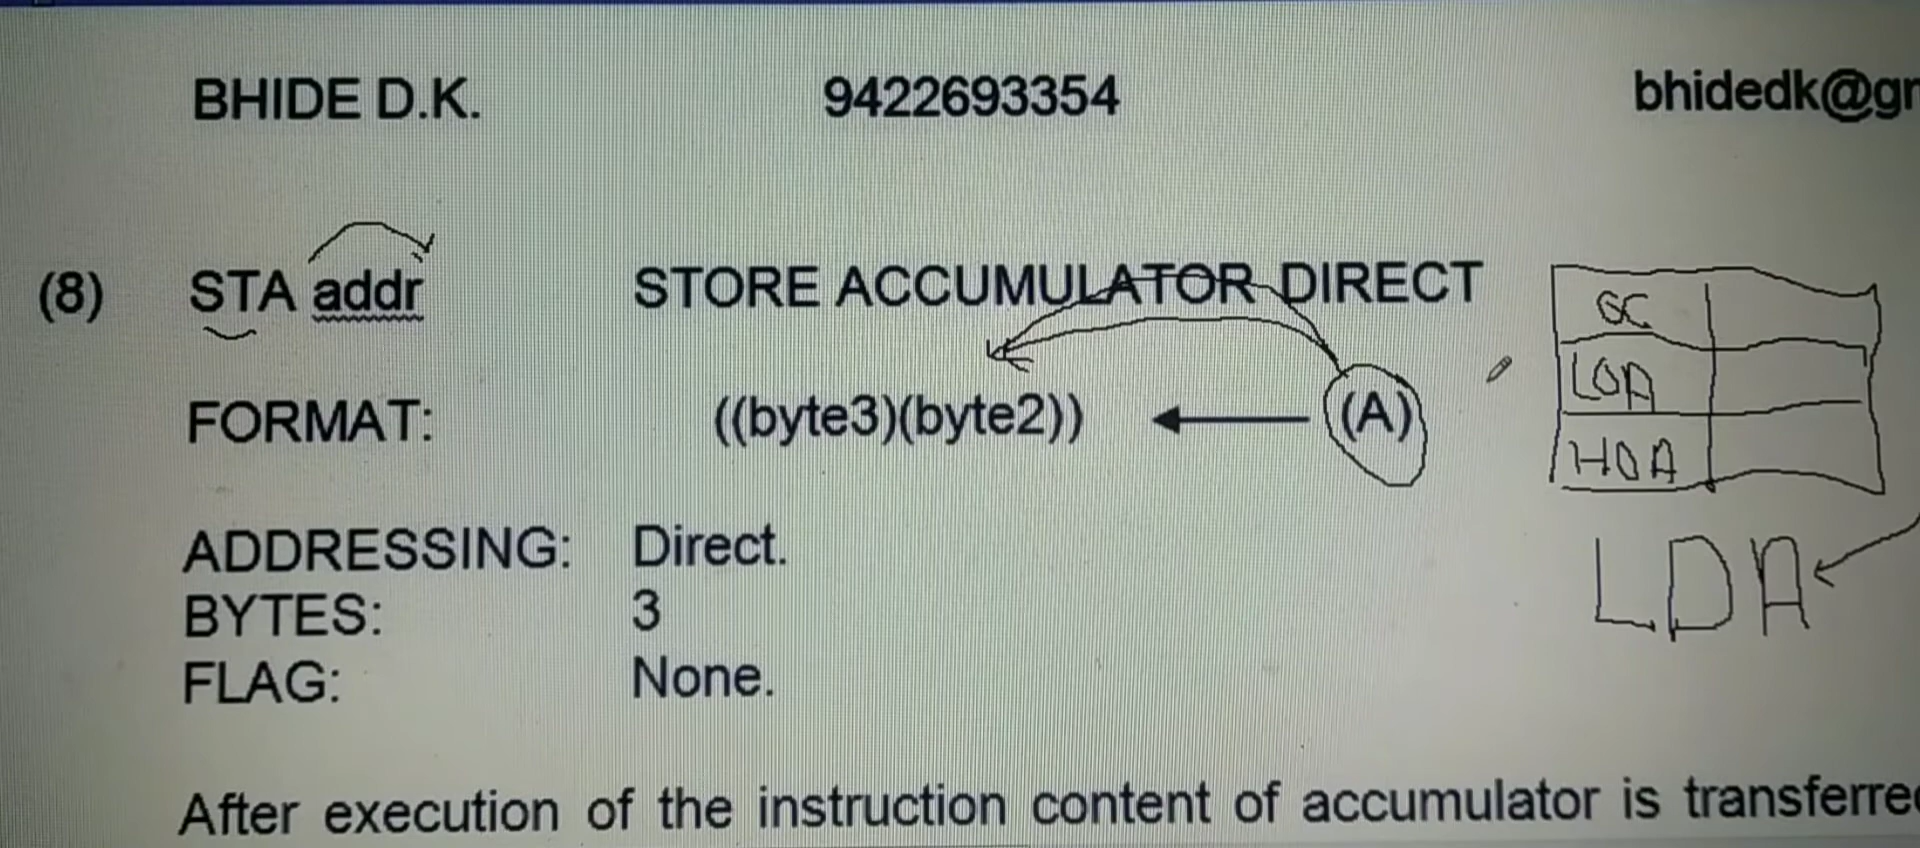 BHIDE D.K. 9422693354 bhidedk@gr
(8) STA addr STORE ACCUMULATOR DIRECT
FORMAT: ((byte3)(byte2)) ← (A)
LOA
HOA
ADDRESSING: Direct.
LDA
BYTES: 3
FLAG: None.
After execution of the instruction content of accumulator is transferre